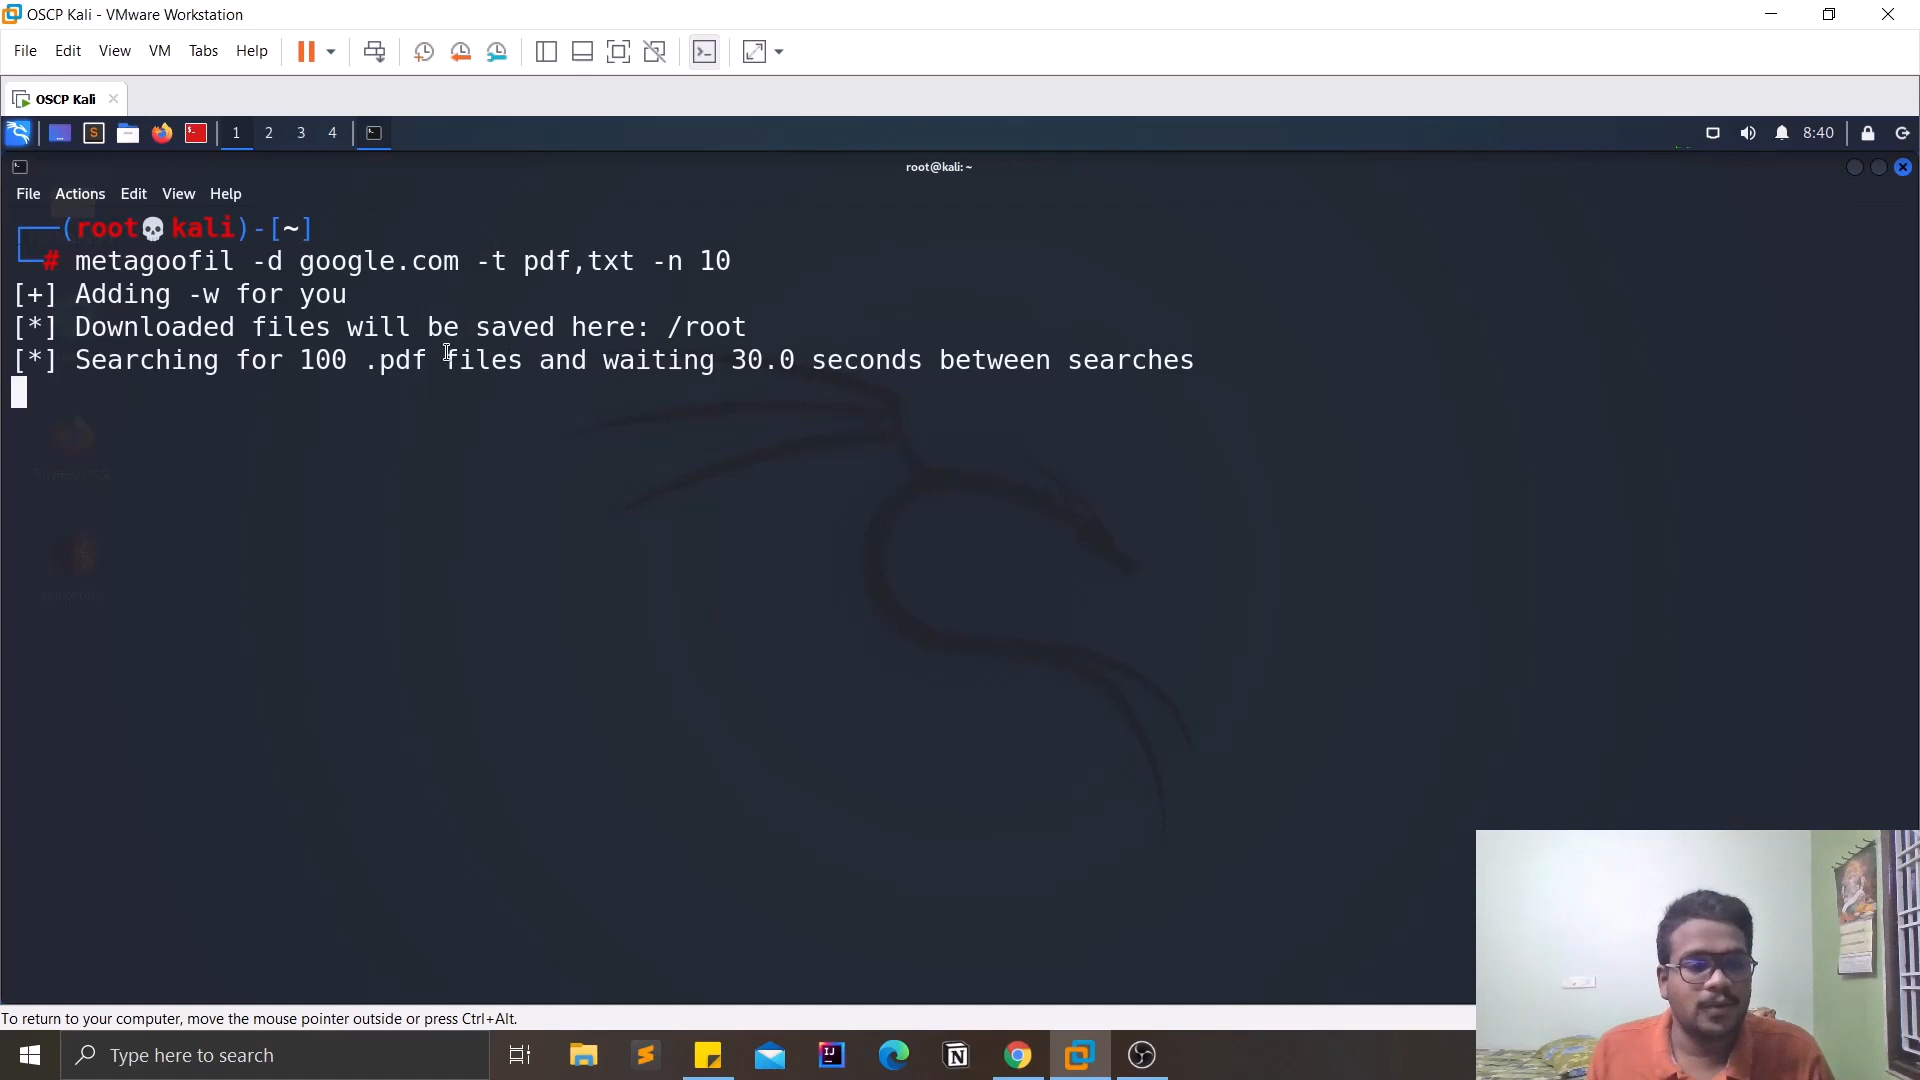 OSCP Kali - VMware Workstation
File Edit View VM Tabs Help
OSCP Kali
1 2 3 4
8:40
root@kali: ~
File Actions Edit View Help
┌──(root💀kali)-[~]
└─# metagoofil -d google.com -t pdf,txt -n 10
[+] Adding -w for you
[*] Downloaded files will be saved here: /root
[*] Searching for 100 .pdf files and waiting 30.0 seconds between searches
To return to your computer, move the mouse pointer outside or press Ctrl+Alt.
Type here to search